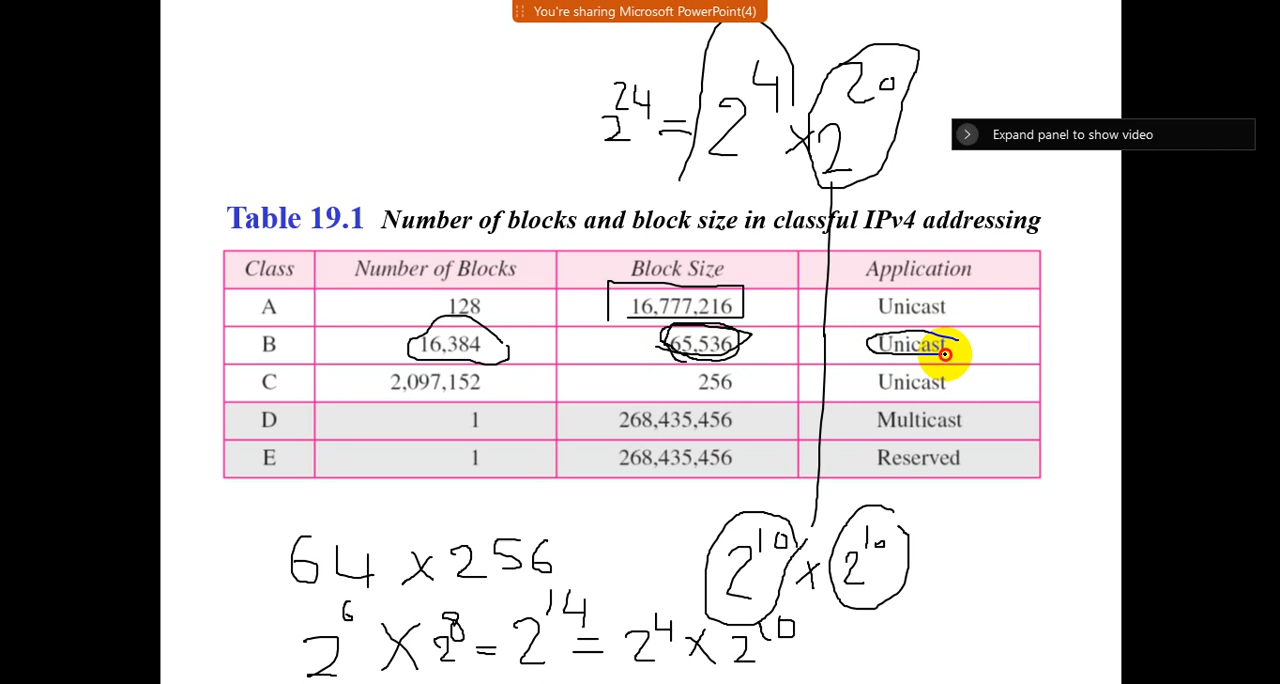 You're sharing Microsoft PowerPoint(4)
2^24 = 2^4 × 2^20
Expand panel to show video
Table 19.1 Number of blocks and block size in classful IPv4 addressing
Class Number of Blocks Block Size Application
A 128 16,777,216 Unicast
B 16,384 65,536 Unicast
C 2,097,152 256 Unicast
D 1 268,435,456 Multicast
E 1 268,435,456 Reserved
64 × 256
2^10 × 2^10
2^6 × 2^8 = 2^14 = 2^4 × 2^10